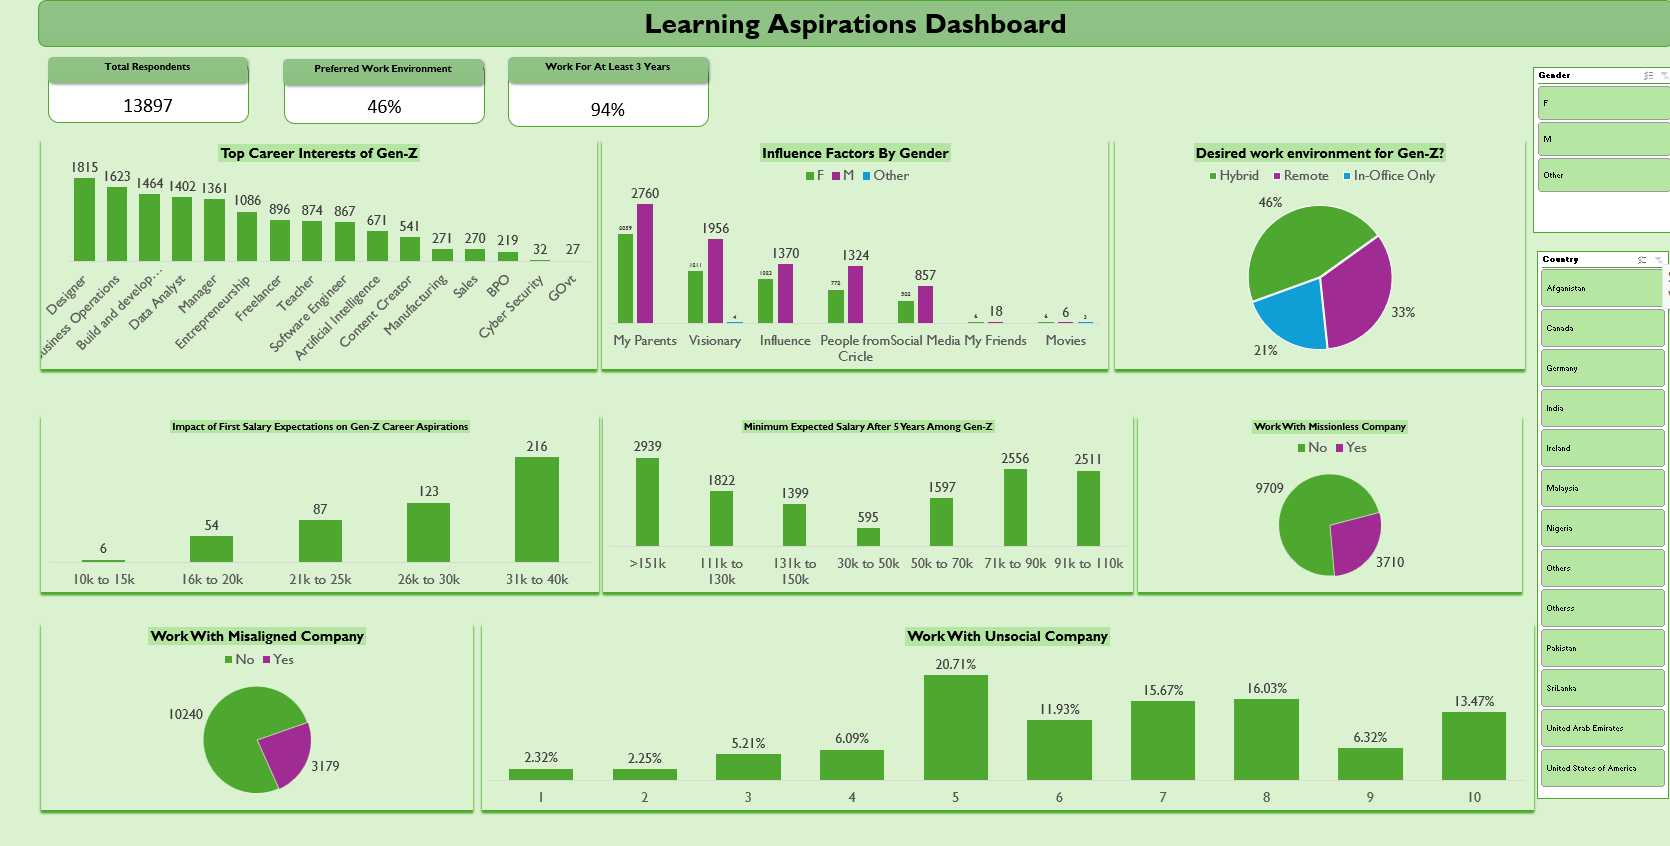 Learning Aspirations Dashboard
Total Respondents
13897
Preferred Work Environment
46%
Work For At Least 3 Years
94%
Gender
F
M
Other
Top Career Interests of Gen-Z
1815
1623
1464
1402
1361
1086
896
874
867
671
541
271
270
219
32
27
Designer
usiness Operations
Build and develop...
Data Analyst
Manager
Entrepreneurship
Freelancer
Teacher
Software Engineer
Artificial Intelligence
Content Creator
Manufacturing
Sales
BPO
Cyber Security
GOvt
Influence Factors By Gender
F M Other
2760
1956
1211
1022 1370
772 1324
857
6 18
4
6 6 2
My Parents
Visionary
Influence
People from
Cricle
Social Media
My Friends
Movies
Desired work environment for Gen-Z?
Hybrid Remote In-Office Only
46%
33%
21%
Country
Afganistan
Canada
Germany
India
Ireland
Malaysia
Nigeria
Others
Otherss
Pakistan
SriLanka
United Arab Emirates
United States of America
Impact of First Salary Expectations on Gen-Z Career Aspirations
6
54
87
123
216
10k to 15k
16k to 20k
21k to 25k
26k to 30k
31k to 40k
Minimum Expected Salary After 5 Years Among Gen-Z
2939
1822
1399
595
1597
2556
2511
>151k
111k to
130k
131k to
150k
30k to 50k
50k to 70k
71k to 90k
91k to 110k
Work With Missionless Company
No Yes
9709
3710
Work With Misaligned Company
No Yes
10240
3179
Work With Unsocial Company
2.32%
2.25%
5.21%
6.09%
20.71%
11.93%
15.67%
16.03%
6.32%
13.47%
1
2
3
4
5
6
7
8
9
10